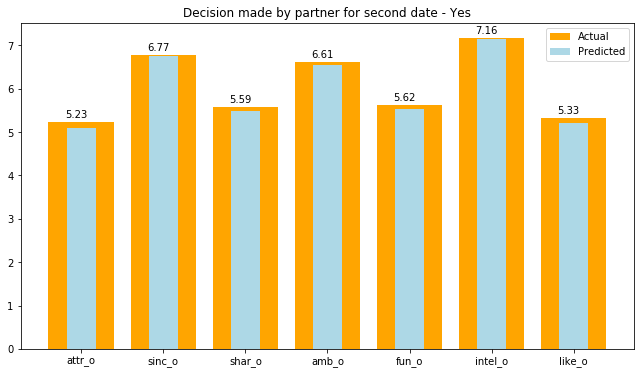 Decision made by partner for second date - Yes
Actual
Predicted
7
6
5
4
3
2
1
0
5.23
6.77
5.59
6.61
5.62
7.16
5.33
attr_o
sinc_o
shar_o
amb_o
fun_o
intel_o
like_o